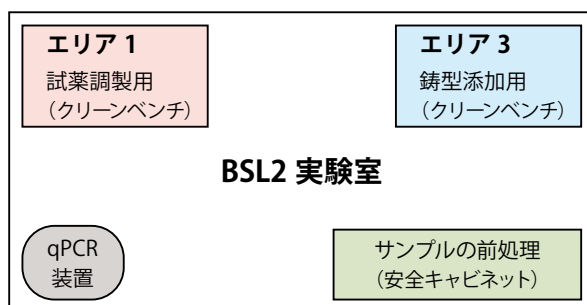 エリア 1
試薬調製用
（クリーンベンチ）
エリア 3
鋳型添加用
（クリーンベンチ）
BSL2 実験室
qPCR
装置
サンプルの前処理
（安全キャビネット）